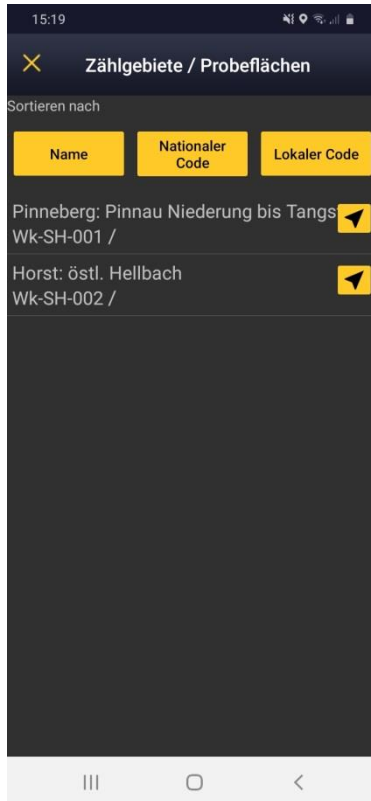 15:19
Zählgebiete / Probeflächen
Sortieren nach
Name
Nationaler
Code
Lokaler Code
Pinneberg: Pinnau Niederung bis Tangs
Wk-SH-001 /
Horst: östl. Hellbach
Wk-SH-002 /